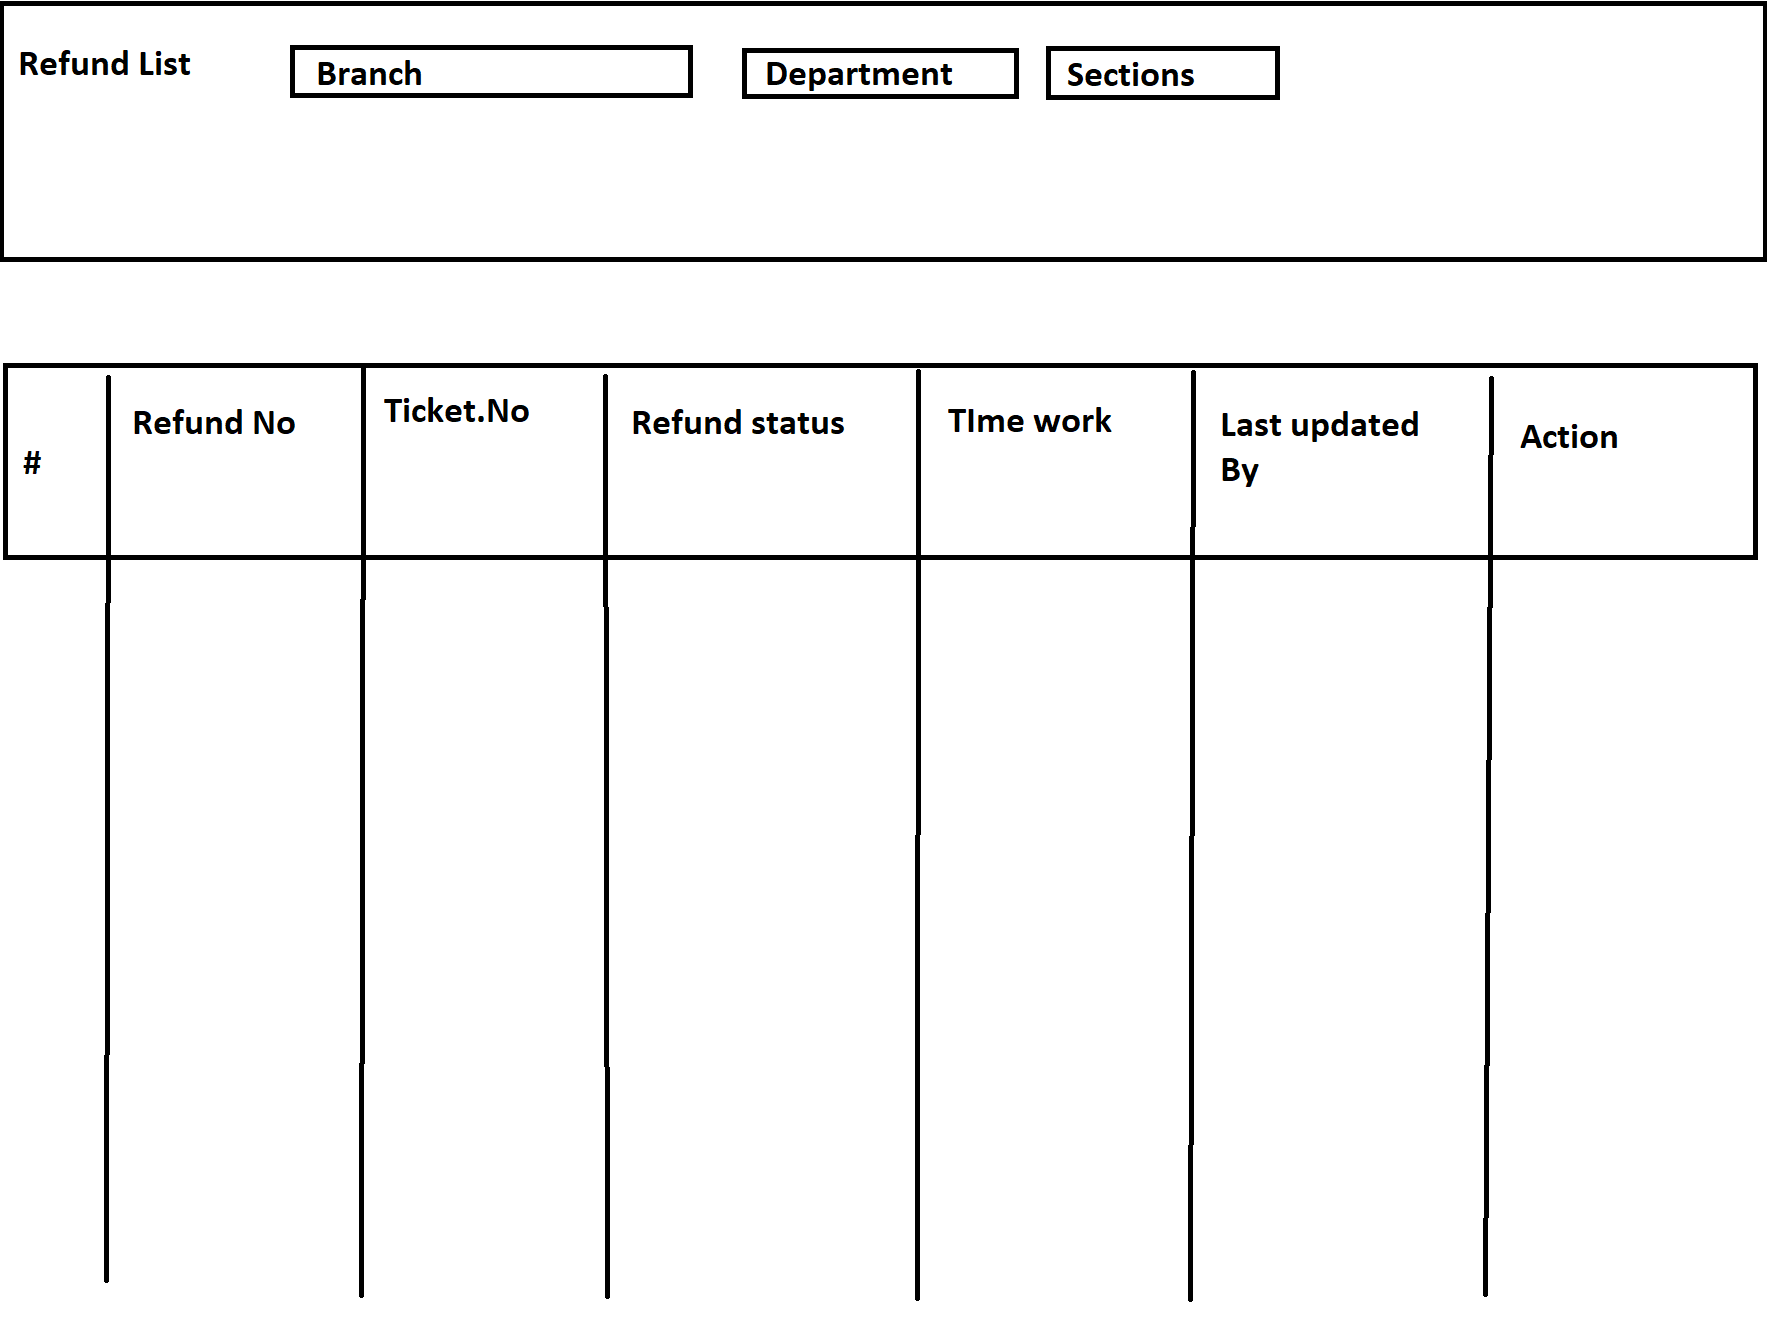 Refund List
Branch
Department
Sections
#
Refund No
Ticket.No
Refund status
TIme work
Last updated
By
Action